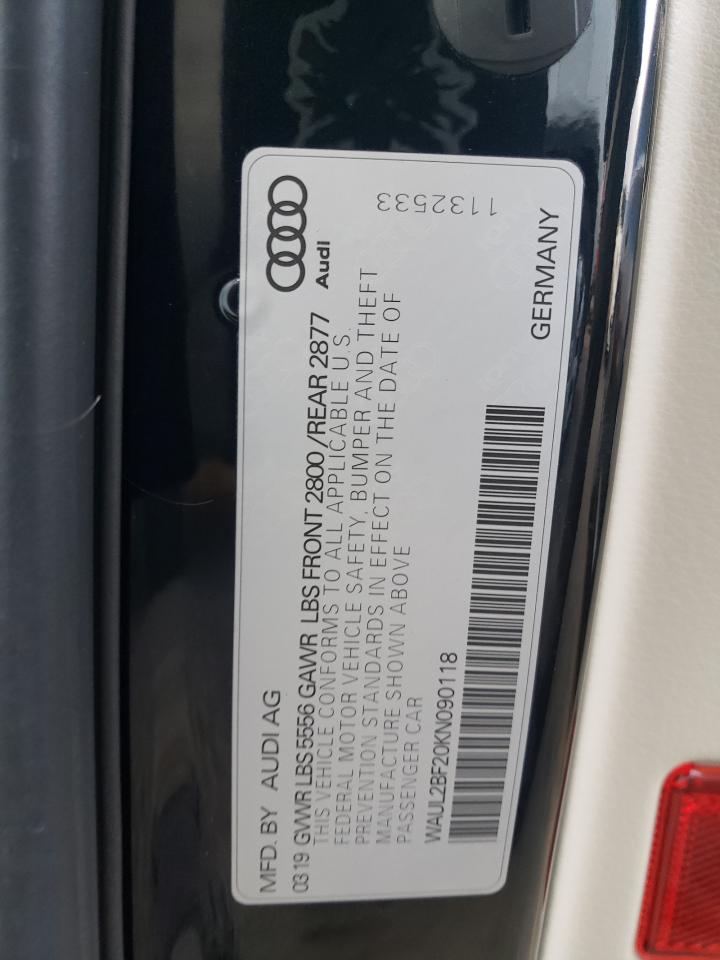 MFD. BY AUDI AG
03 19 GVWR LBS 5556 GAWR LBS FRONT 2800 /REAR 2877
Audi
THIS VEHICLE CONFORMS TO ALL APPLICABLE U.S.
FEDERAL MOTOR VEHICLE SAFETY, BUMPER AND THEFT
PREVENTION STANDARDS IN EFFECT ON THE DATE OF
MANUFACTURE SHOWN ABOVE
PASSENGER CAR
1132533
WAUL2BF20KN090118
GERMANY